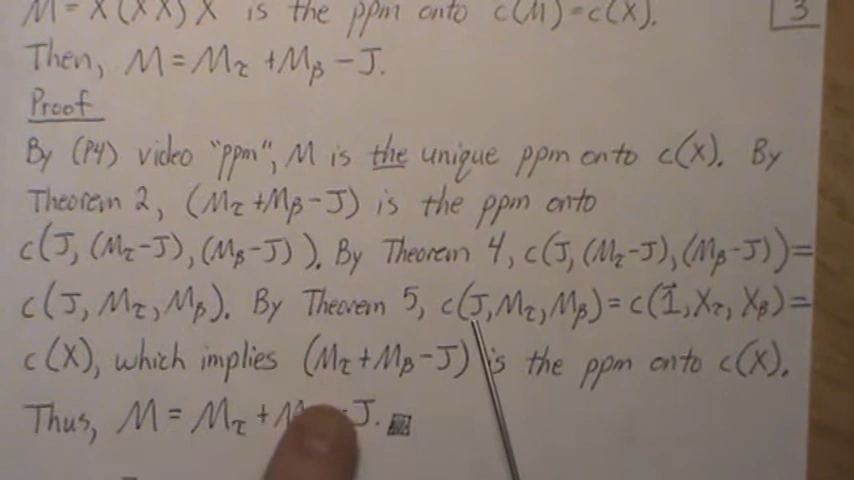 M = X(X'X)⁻X' is the ppm onto c(M)=c(X). 3
Then, M = M_τ + M_β - J.
Proof
By (P4) video "ppm", M is the unique ppm onto c(X). By
Theorem 2, (M_τ+M_β-J) is the ppm onto
c(J, (M_τ-J), (M_β-J)). By Theorem 4, c(J, (M_τ-J), (M_β-J))=
c(J, M_τ, M_β). By Theorem 5, c(J, M_τ, M_β) = c(1⃗, X_τ, X_β) =
c(X), which implies (M_τ+M_β-J) is the ppm onto c(X).
Thus, M = M_τ + M - J.